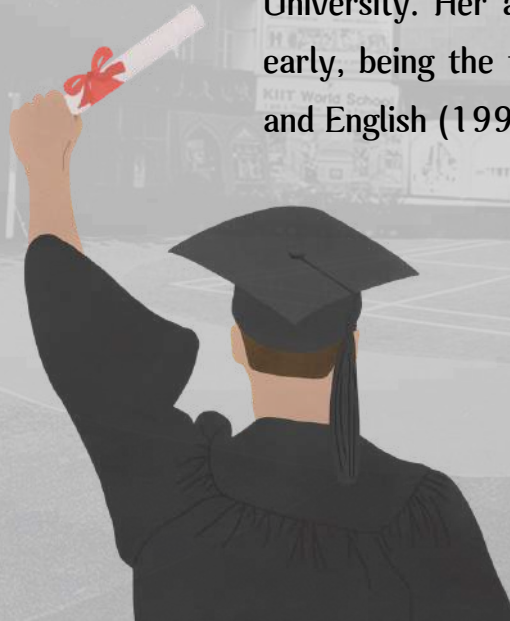 University. Her a
early, being the
and English (199
KIIT World School